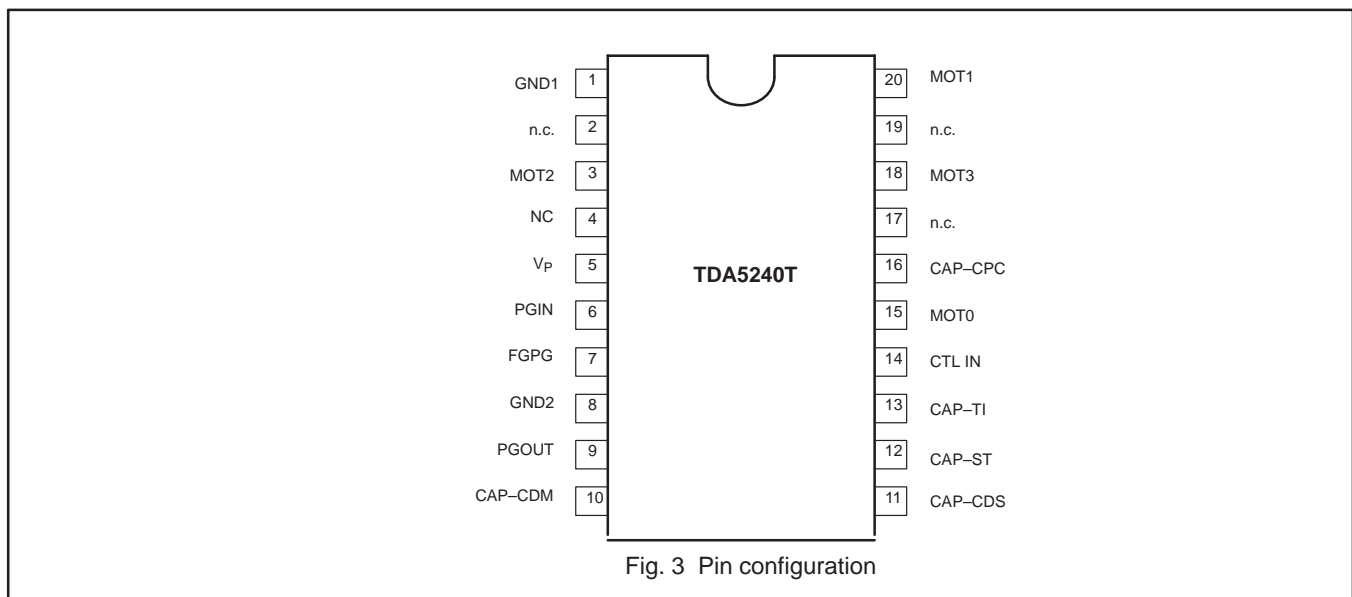 GND1 1 20 MOT1
n.c. 2 19 n.c.
MOT2 3 18 MOT3
NC 4 17 n.c.
VP 5 16 CAP–CPC
TDA5240T
PGIN 6 15 MOT0
FGPG 7 14 CTL IN
GND2 8 13 CAP–TI
PGOUT 9 12 CAP–ST
CAP–CDM 10 11 CAP–CDS
Fig. 3 Pin configuration